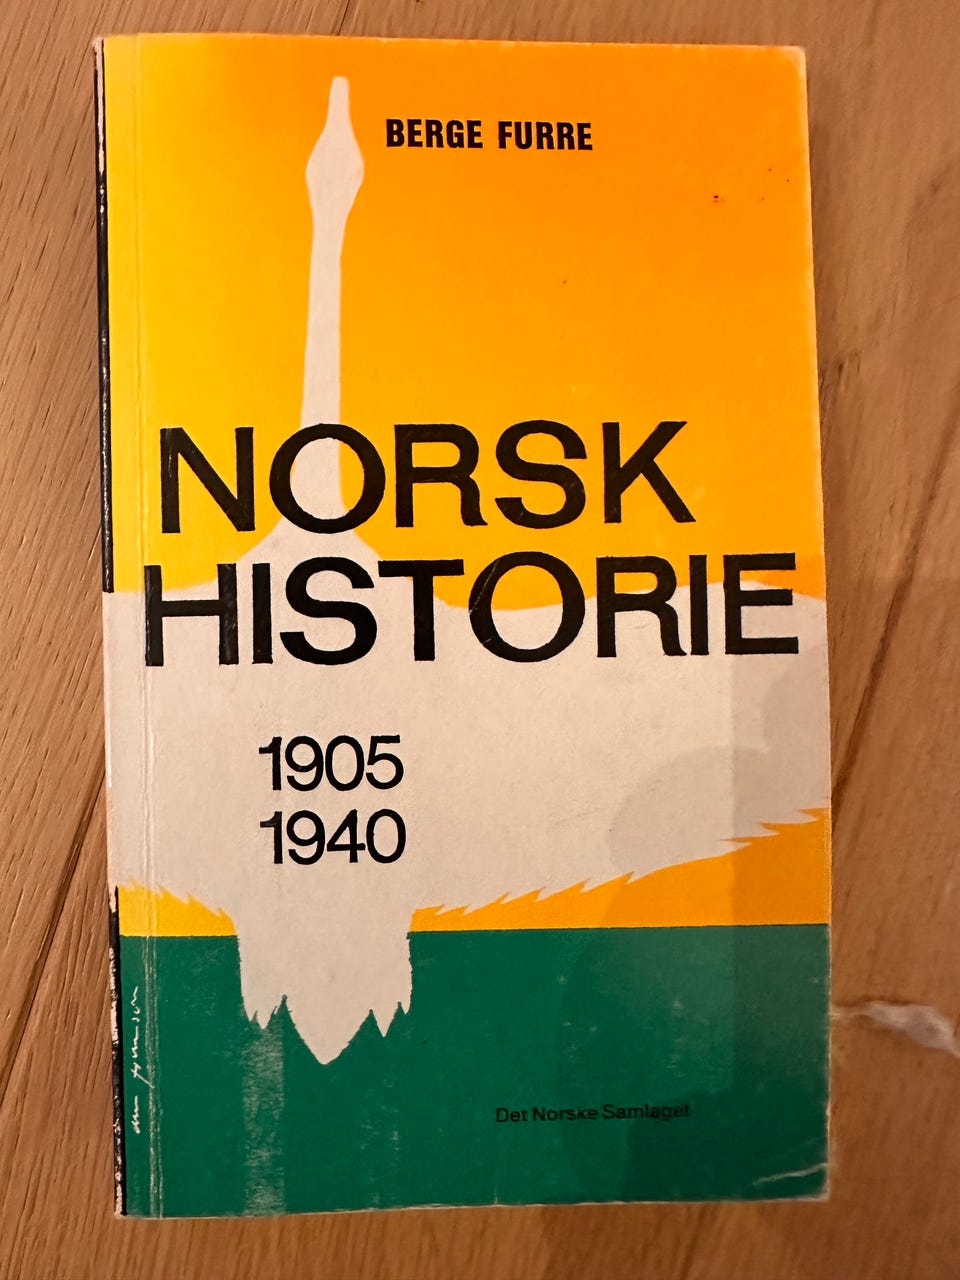 BERGE FURRE
NORSK
HISTORIE
1905
1940
Det Norske Samlaget